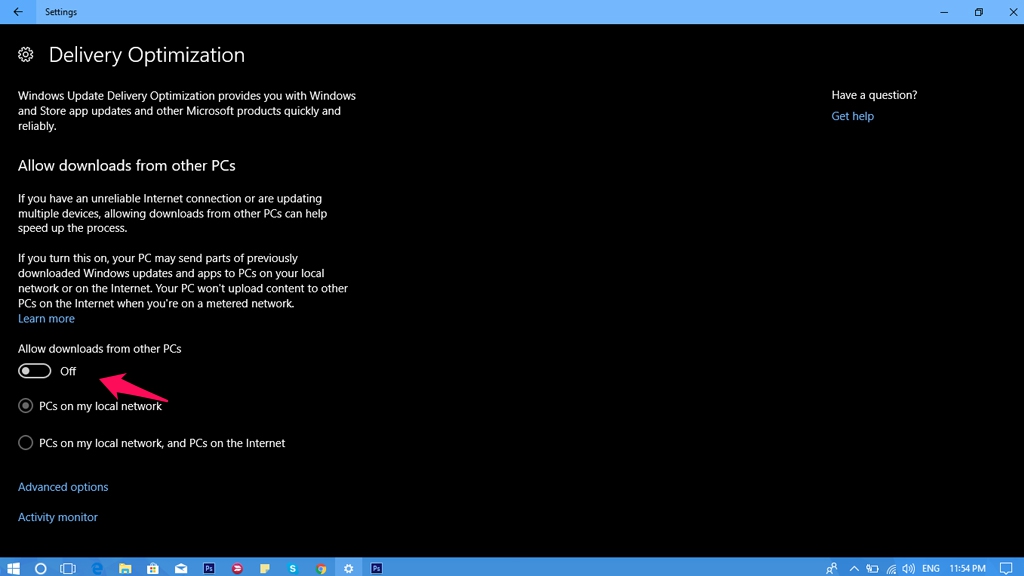 Settings
Delivery Optimization
Windows Update Delivery Optimization provides you with Windows
and Store app updates and other Microsoft products quickly and
reliably.
Have a question?
Get help
Allow downloads from other PCs
If you have an unreliable Internet connection or are updating
multiple devices, allowing downloads from other PCs can help
speed up the process.
If you turn this on, your PC may send parts of previously
downloaded Windows updates and apps to PCs on your local
network or on the Internet. Your PC won't upload content to other
PCs on the Internet when you're on a metered network.
Learn more
Allow downloads from other PCs
Off
PCs on my local network
PCs on my local network, and PCs on the Internet
Advanced options
Activity monitor
Ps
S
Ps
ENG 11:54 PM